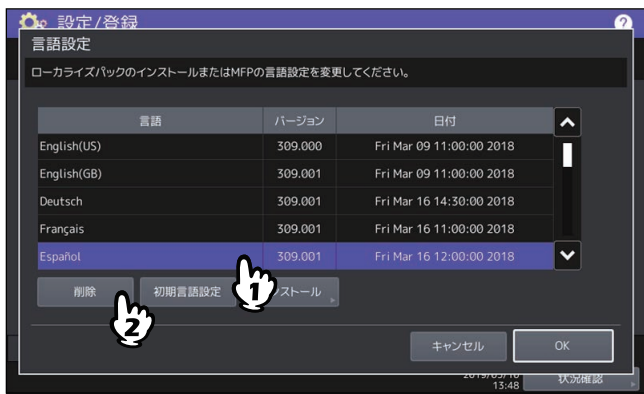 設定/登録 ?
言語設定
ローカライズパックのインストールまたはMFPの言語設定を変更してください。
言語 バージョン 日付
English(US) 309.000 Fri Mar 09 11:00:00 2018
English(GB) 309.001 Fri Mar 09 11:00:00 2018
Deutsch 309.001 Fri Mar 16 14:30:00 2018
Français 309.001 Fri Mar 16 11:00:00 2018
Español 309.001 Fri Mar 16 12:00:00 2018
削除 初期言語設定 ンストール
1
2
キャンセル OK
13:48 状況確認